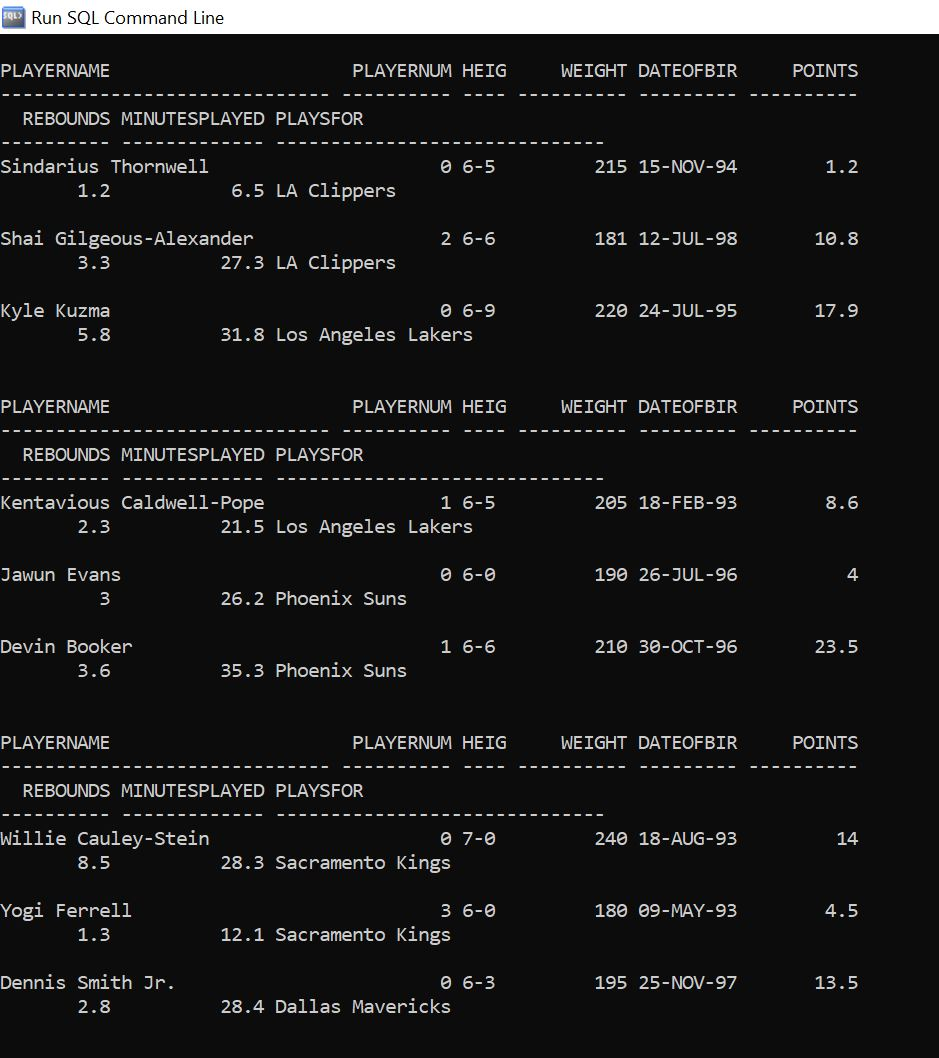 SQL> Run SQL Command Line
PLAYERNAME                      PLAYERNUM HEIG     WEIGHT DATEOFBIR     POINTS
------------------------------ ---------- ---- ---------- --------- ----------
  REBOUNDS MINUTESPLAYED PLAYSFOR
---------- ------------- ------------------------------
Sindarius Thornwell                     0 6-5         215 15-NOV-94        1.2
       1.2           6.5 LA Clippers
Shai Gilgeous-Alexander                 2 6-6         181 12-JUL-98       10.8
       3.3          27.3 LA Clippers
Kyle Kuzma                              0 6-9         220 24-JUL-95       17.9
       5.8          31.8 Los Angeles Lakers
PLAYERNAME                      PLAYERNUM HEIG     WEIGHT DATEOFBIR     POINTS
------------------------------ ---------- ---- ---------- --------- ----------
  REBOUNDS MINUTESPLAYED PLAYSFOR
---------- ------------- ------------------------------
Kentavious Caldwell-Pope                1 6-5         205 18-FEB-93        8.6
       2.3          21.5 Los Angeles Lakers
Jawun Evans                             0 6-0         190 26-JUL-96          4
         3          26.2 Phoenix Suns
Devin Booker                            1 6-6         210 30-OCT-96       23.5
       3.6          35.3 Phoenix Suns
PLAYERNAME                      PLAYERNUM HEIG     WEIGHT DATEOFBIR     POINTS
------------------------------ ---------- ---- ---------- --------- ----------
  REBOUNDS MINUTESPLAYED PLAYSFOR
---------- ------------- ------------------------------
Willie Cauley-Stein                     0 7-0         240 18-AUG-93         14
       8.5          28.3 Sacramento Kings
Yogi Ferrell                            3 6-0         180 09-MAY-93        4.5
       1.3          12.1 Sacramento Kings
Dennis Smith Jr.                        0 6-3         195 25-NOV-97       13.5
       2.8          28.4 Dallas Mavericks